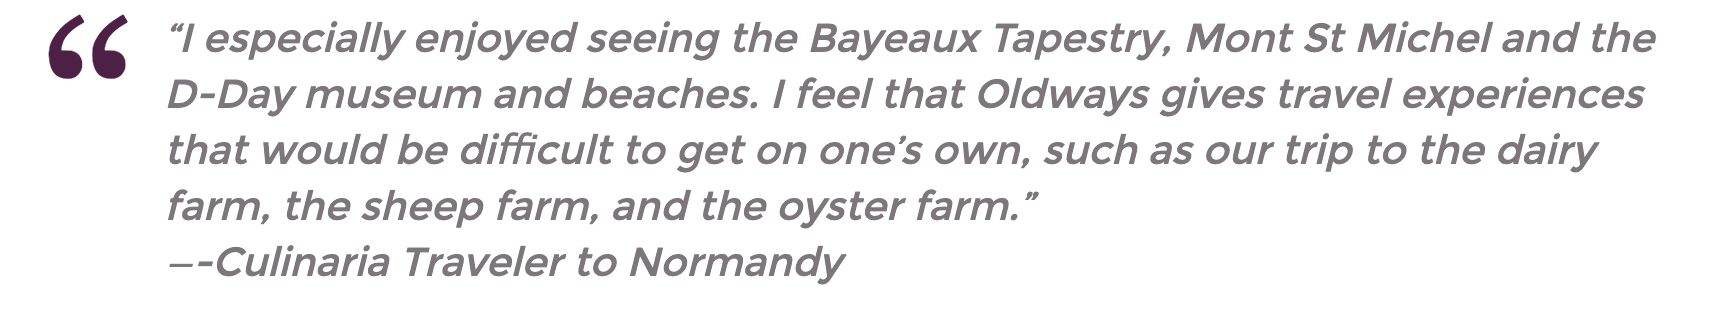 “I especially enjoyed seeing the Bayeaux Tapestry, Mont St Michel and the
D-Day museum and beaches. I feel that Oldways gives travel experiences
that would be difficult to get on one’s own, such as our trip to the dairy
farm, the sheep farm, and the oyster farm.”
—-Culinaria Traveler to Normandy